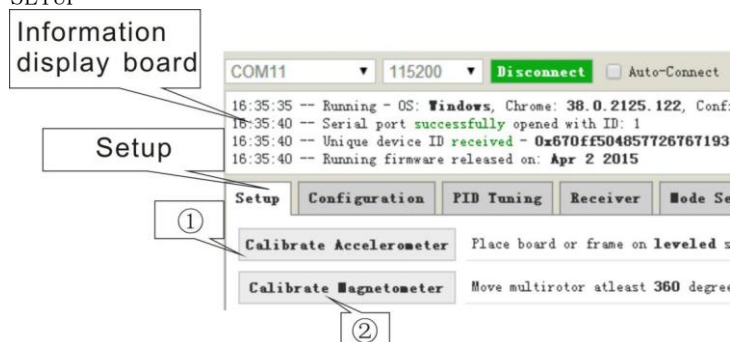 SETUP
Information
display board
COM11 115200 Disconnect Auto-Connect
16:35:35 -- Running - OS: Windows, Chrome: 38.0.2125.122, Confi
16:35:40 -- Serial port successfully opened with ID: 1
16:35:40 -- Unique device ID received - 0x670ff504857726767193
16:35:40 -- Running firmware released on: Apr 2 2015
Setup
Setup Configuration PID Tuning Receiver Mode Se
①
Calibrate Accelerometer Place board or frame on leveled s
Calibrate Magnetometer Move multirotor atleast 360 degree
②